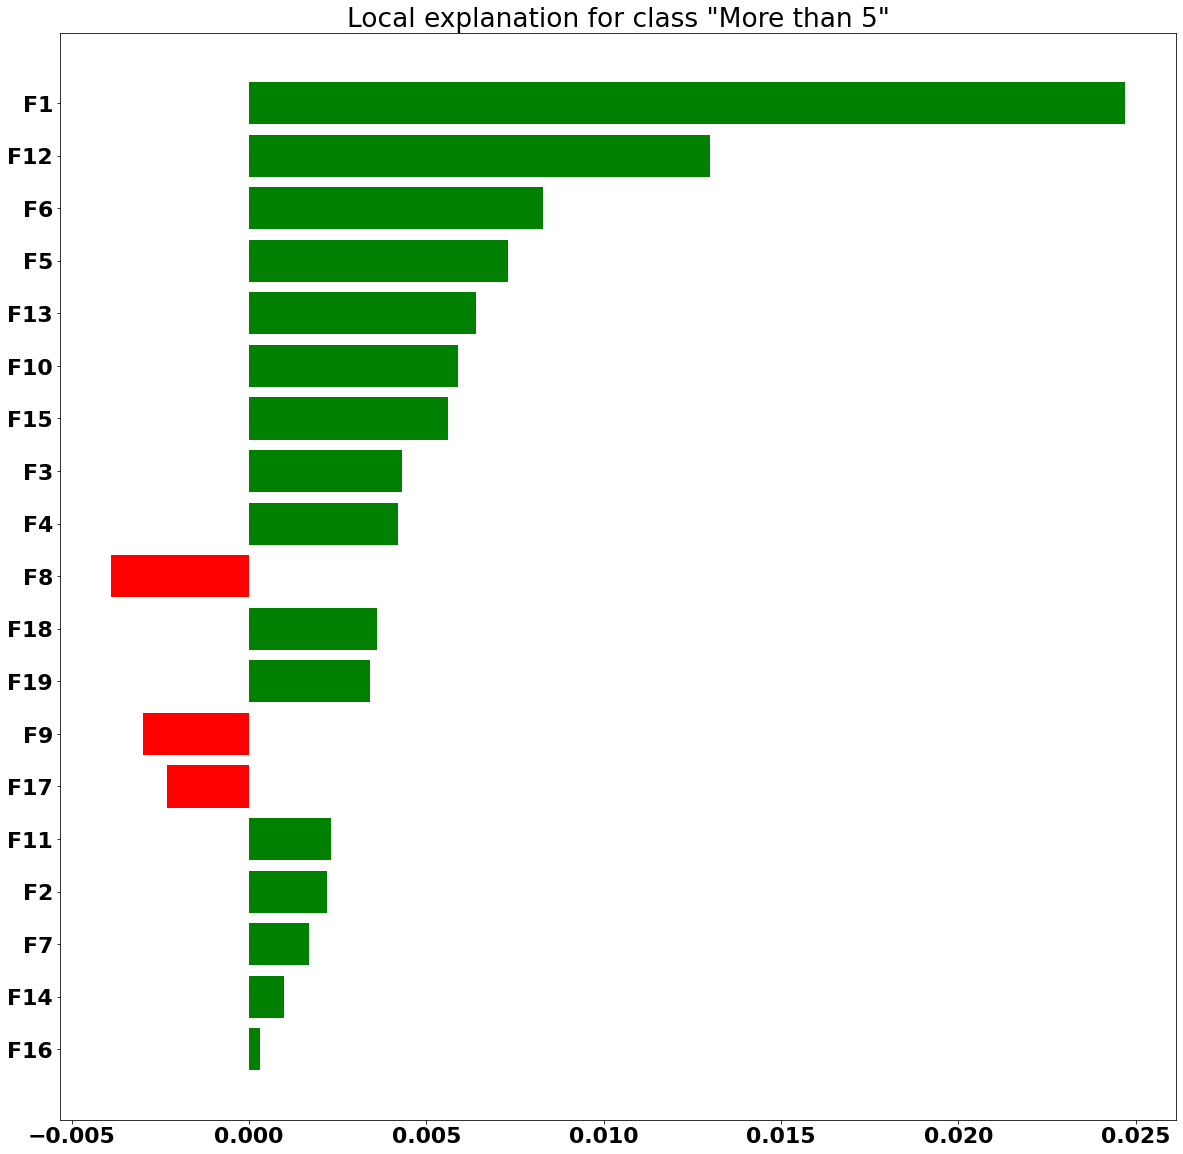 Local explanation for class "More than 5"
F1
F12
F6
F5
F13
F10
F15
F3
F4
F8
F18
F19
F9
F17
F11
F2
F7
F14
F16
−0.005 0.000 0.005 0.010 0.015 0.020 0.025